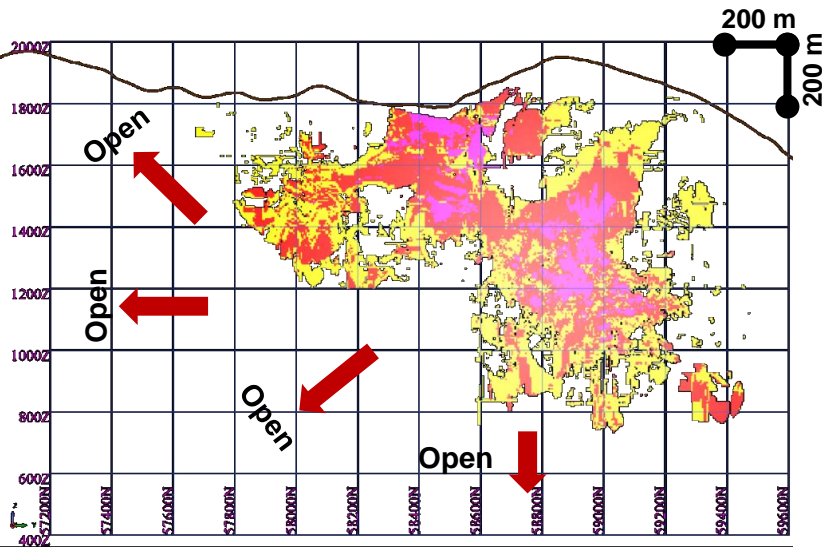 200 m
200 m
2000Z
1800Z
1600Z
1400Z
1200Z
1000Z
800Z
600Z
400Z
Open
Open
Open
Open
57200N
57400N
57600N
57800N
58000N
58200N
58400N
58600N
58800N
59000N
59200N
59400N
59600N
Z
Y